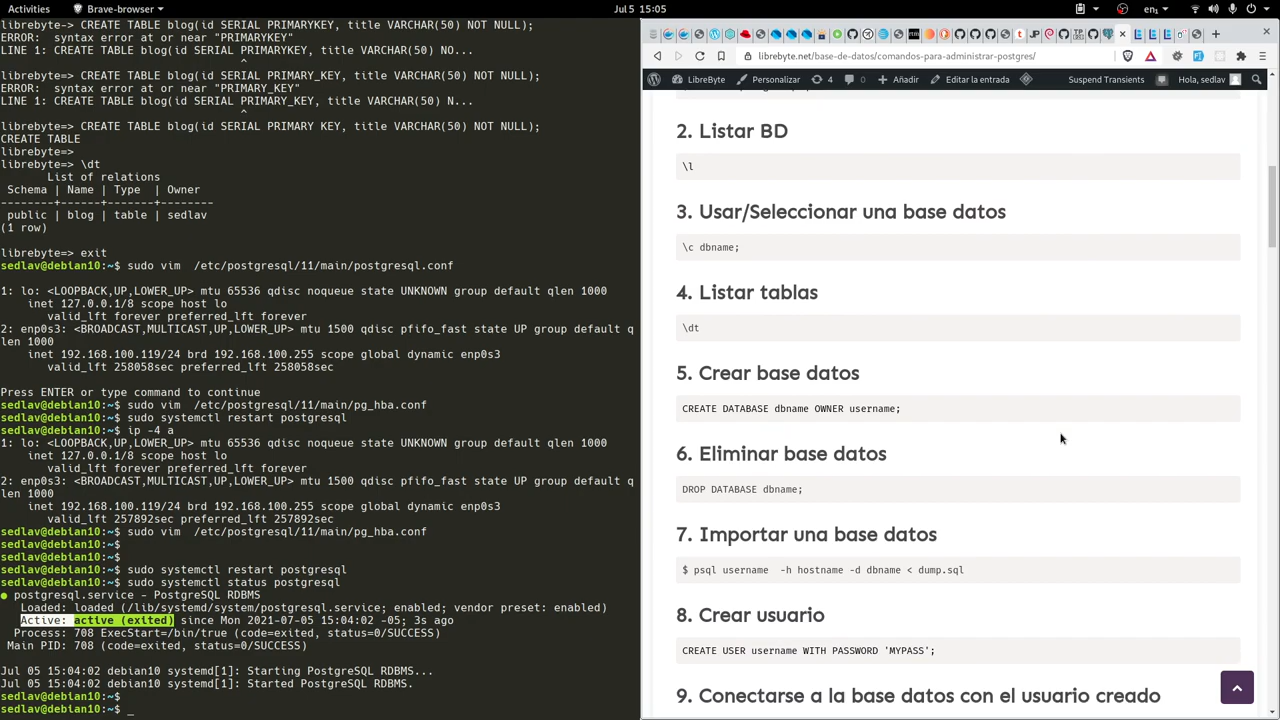 Activities
Brave-browser
Jul 5 15:05
en
librebyte=> CREATE TABLE blog(id SERIAL PRIMARYKEY, title VARCHAR(50) NOT NULL);
ERROR:  syntax error at or near "PRIMARYKEY"
LINE 1: CREATE TABLE blog(id SERIAL PRIMARYKEY, title VARCHAR(50) NO...
^
librebyte=> CREATE TABLE blog(id SERIAL PRIMARY_KEY, title VARCHAR(50) NOT NULL);
ERROR:  syntax error at or near "PRIMARY_KEY"
LINE 1: CREATE TABLE blog(id SERIAL PRIMARY_KEY, title VARCHAR(50) N...
^
librebyte=> CREATE TABLE blog(id SERIAL PRIMARY KEY, title VARCHAR(50) NOT NULL);
CREATE TABLE
librebyte=>
librebyte=> \dt
List of relations
Schema | Name | Type | Owner
--------+------+-------+--------
public | blog | table | sedlav
(1 row)
librebyte=> exit
sedlav@debian10:~$ sudo vim  /etc/postgresql/11/main/postgresql.conf
1: lo: <LOOPBACK,UP,LOWER_UP> mtu 65536 qdisc noqueue state UNKNOWN group default qlen 1000
inet 127.0.0.1/8 scope host lo
valid_lft forever preferred_lft forever
2: enp0s3: <BROADCAST,MULTICAST,UP,LOWER_UP> mtu 1500 qdisc pfifo_fast state UP group default q
len 1000
inet 192.168.100.119/24 brd 192.168.100.255 scope global dynamic enp0s3
valid_lft 258058sec preferred_lft 258058sec
Press ENTER or type command to continue
sedlav@debian10:~$ sudo vim  /etc/postgresql/11/main/pg_hba.conf
sedlav@debian10:~$ sudo systemctl restart postgresql
sedlav@debian10:~$ ip -4 a
1: lo: <LOOPBACK,UP,LOWER_UP> mtu 65536 qdisc noqueue state UNKNOWN group default qlen 1000
inet 127.0.0.1/8 scope host lo
valid_lft forever preferred_lft forever
2: enp0s3: <BROADCAST,MULTICAST,UP,LOWER_UP> mtu 1500 qdisc pfifo_fast state UP group default q
len 1000
inet 192.168.100.119/24 brd 192.168.100.255 scope global dynamic enp0s3
valid_lft 257892sec preferred_lft 257892sec
sedlav@debian10:~$ sudo vim  /etc/postgresql/11/main/pg_hba.conf
sedlav@debian10:~$
sedlav@debian10:~$
sedlav@debian10:~$ sudo systemctl restart postgresql
sedlav@debian10:~$ sudo systemctl status postgresql
● postgresql.service - PostgreSQL RDBMS
Loaded: loaded (/lib/systemd/system/postgresql.service; enabled; vendor preset: enabled)
Active: active (exited) since Mon 2021-07-05 15:04:02 -05; 3s ago
Process: 708 ExecStart=/bin/true (code=exited, status=0/SUCCESS)
Main PID: 708 (code=exited, status=0/SUCCESS)
Jul 05 15:04:02 debian10 systemd[1]: Starting PostgreSQL RDBMS...
Jul 05 15:04:02 debian10 systemd[1]: Started PostgreSQL RDBMS.
sedlav@debian10:~$
sedlav@debian10:~$ _
librebyte.net/base-de-datos/comandos-para-administrar-postgres/
LibreByte
Personalizar
4
0
Añadir
Editar la entrada
Suspend Transients
Hola, sedlav
2. Listar BD
\l
3. Usar/Seleccionar una base datos
\c dbname;
4. Listar tablas
\dt
5. Crear base datos
CREATE DATABASE dbname OWNER username;
6. Eliminar base datos
DROP DATABASE dbname;
7. Importar una base datos
$ psql username  -h hostname -d dbname < dump.sql
8. Crear usuario
CREATE USER username WITH PASSWORD 'MYPASS';
9. Conectarse a la base datos con el usuario creado